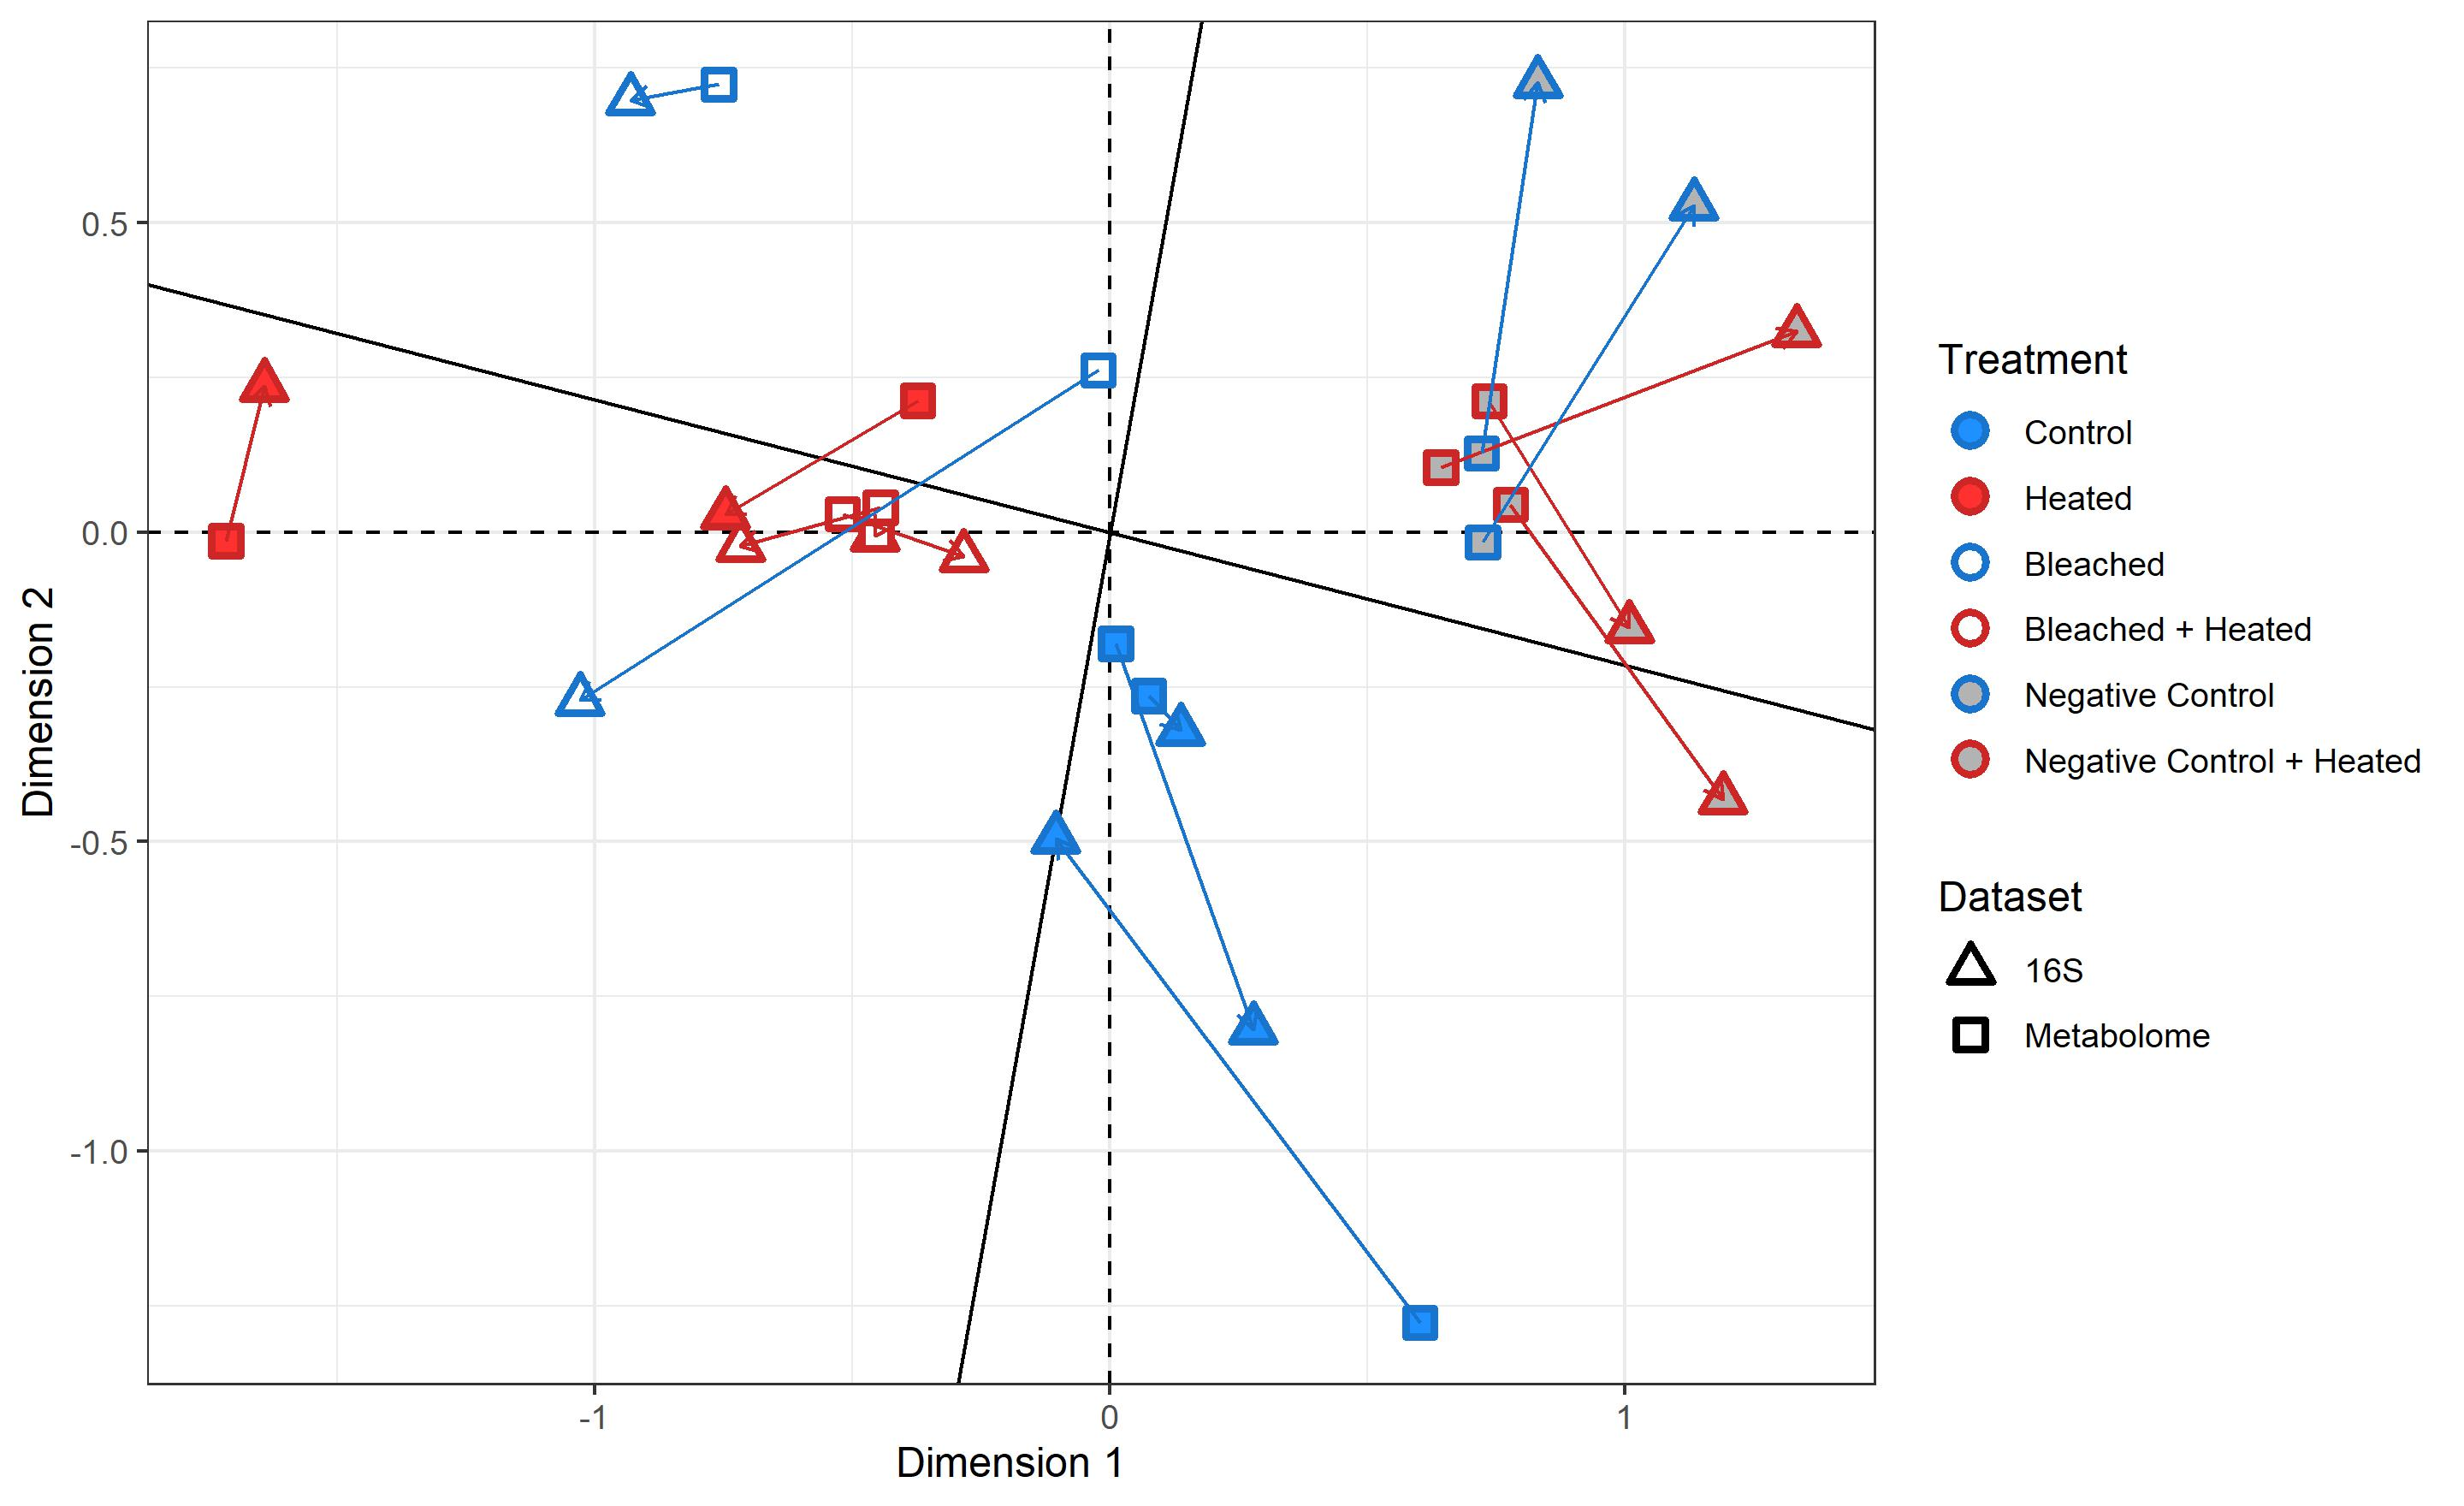 0.5
0.0
-0.5
-1.0
Dimension 2
-1
0
1
Dimension 1
Treatment
Control
Heated
Bleached
Bleached + Heated
Negative Control
Negative Control + Heated
Dataset
16S
Metabolome